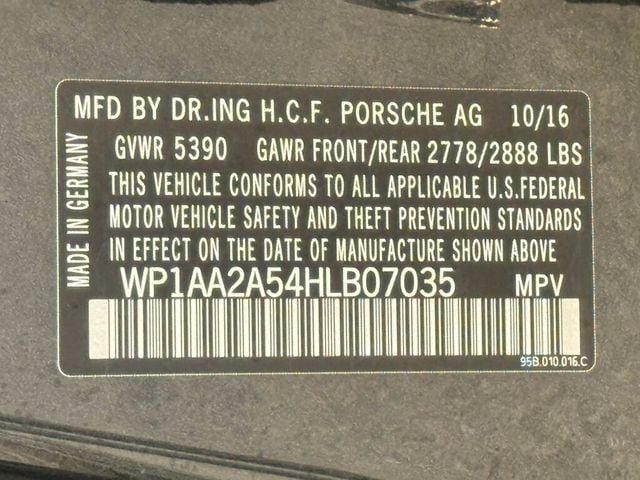 MFD BY DR.ING H.C.F. PORSCHE AG 10/16
GVWR 5390 GAWR FRONT/REAR 2778/2888 LBS
THIS VEHICLE CONFORMS TO ALL APPLICABLE U.S.FEDERAL
MOTOR VEHICLE SAFETY AND THEFT PREVENTION STANDARDS
IN EFFECT ON THE DATE OF MANUFACTURE SHOWN ABOVE
WP1AA2A54HLB07035 MPV
95B.010.016.C
MADE IN GERMANY